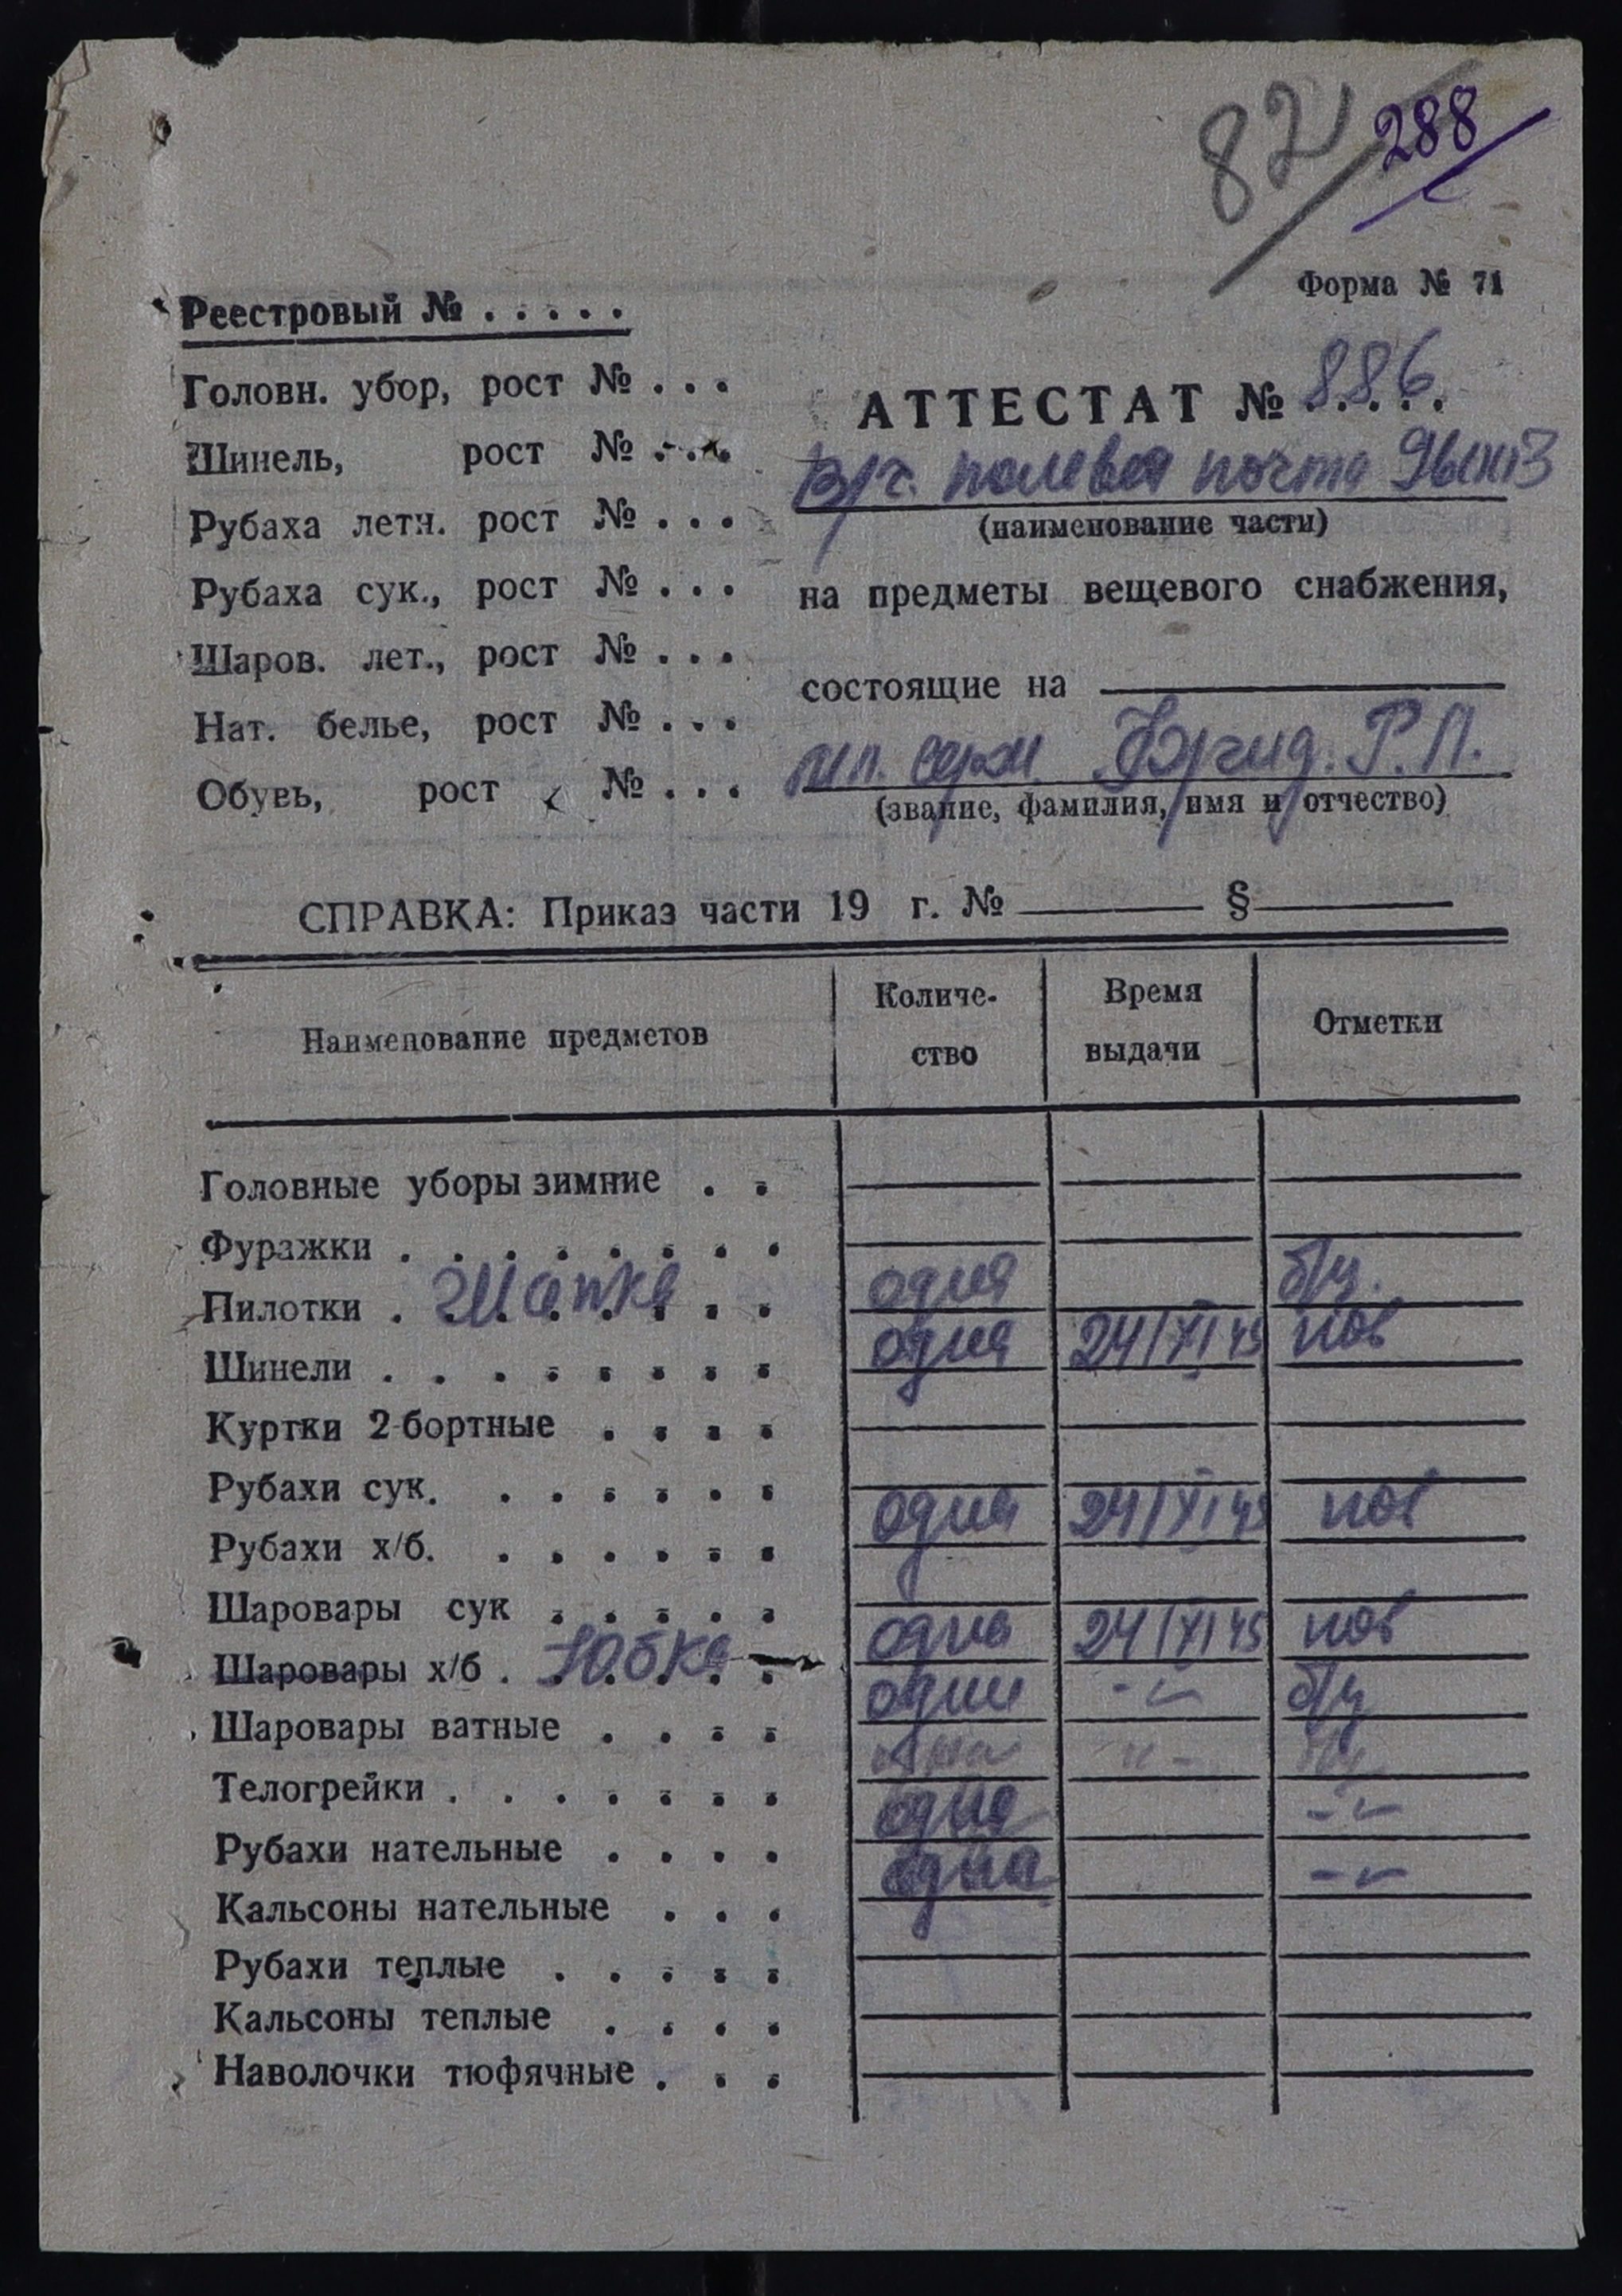 82
288
Форма № 71
Реестровый № . . . . .
Головн. убор, рост № . . .
Шинель, рост № . . .
Рубаха летн. рост № . . .
Рубаха сук., рост № . . .
Шаров. лет., рост № . . .
Нат. белье, рост № . . .
Обувь, рост № . . .
АТТЕСТАТ № 886
В/ч. полевая почта
(наименование части)
на предметы вещевого снабжения,
состоящие на
мл. серж. Р. П.
(звание, фамилия, имя и отчество)
СПРАВКА: Приказ части 19 г. № §
Наименование предметов Количе-ство Время выдачи Отметки
Головные уборы зимние . .
Фуражки . . . . . . . .
Пилотки . Шапка одна б/у.
Шинели . . . . . . . . одна 24/XI 45 нов
Куртки 2-бортные . . . .
Рубахи сук. . . . . . .
Рубахи х/б. . . . . . . одна 24/XI 45 нов
Шаровары сук . . . . .
Шаровары х/б . Юбка одна 24/XI 45 нов
Шаровары ватные . . . . одни -"- б/у
Телогрейки . . . . . . . "-
Рубахи нательные . . . . одна -"-
Кальсоны нательные . . . одна -"-
Рубахи теплые . . . . .
Кальсоны теплые . . . .
Наволочки тюфячные . . .